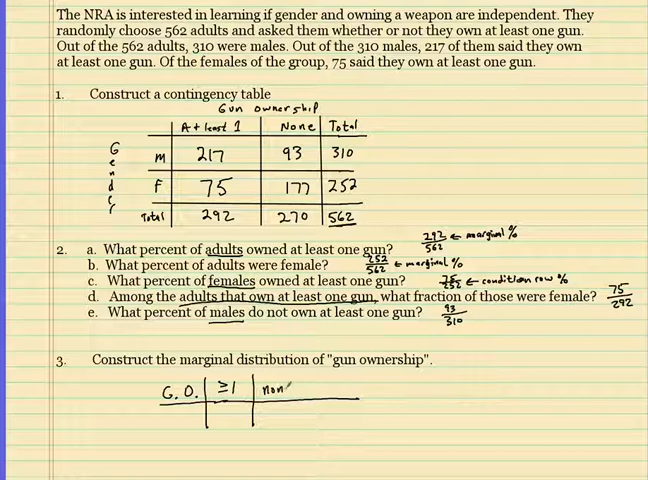 The NRA is interested in learning if gender and owning a weapon are independent. They
randomly choose 562 adults and asked them whether or not they own at least one gun.
Out of the 562 adults, 310 were males. Out of the 310 males, 217 of them said they own
at least one gun. Of the females of the group, 75 said they own at least one gun.
1. Construct a contingency table
Gun ownership
At least 1 None Total
Gender
M 217 93 310
F 75 177 252
Total 292 270 562
2. a. What percent of adults owned at least one gun? 292/562 ← marginal %
b. What percent of adults were female? 252/562 ← marginal %
c. What percent of females owned at least one gun? 75/252 ← condition row %
d. Among the adults that own at least one gun, what fraction of those were female? 75/292
e. What percent of males do not own at least one gun? 93/310
3. Construct the marginal distribution of "gun ownership".
G. O. ≥1 non